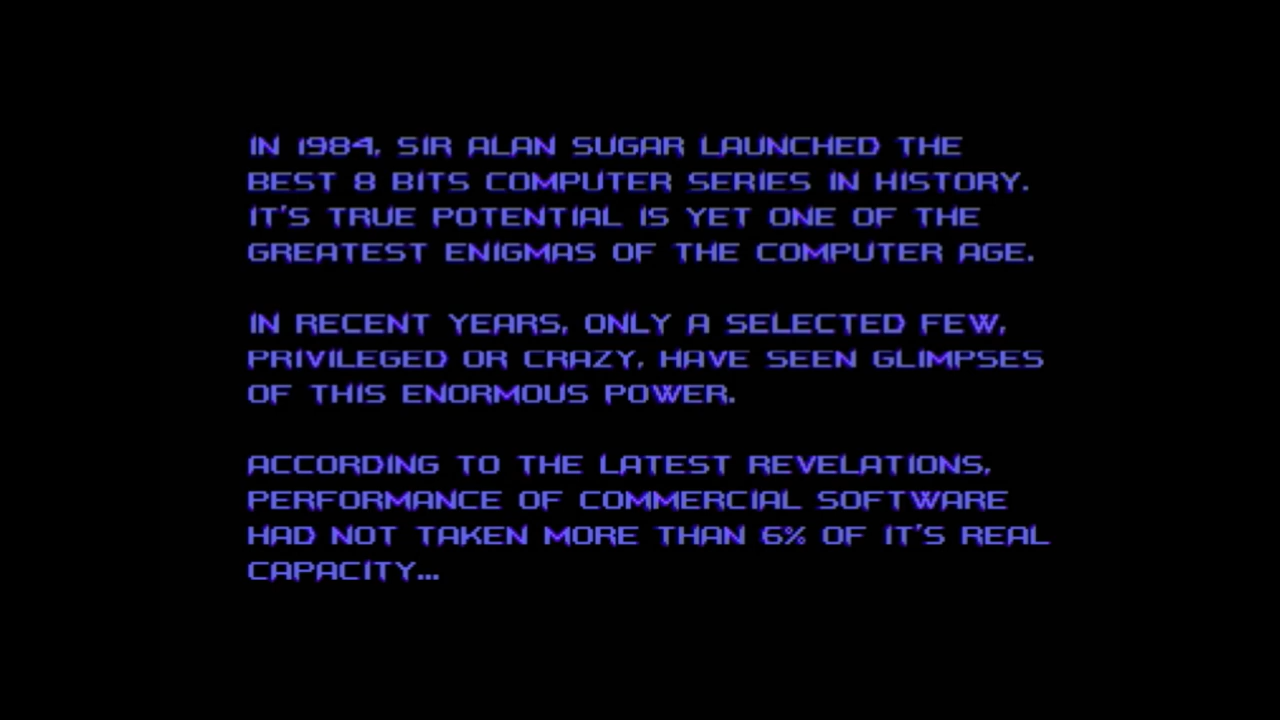 IN 1984, SIR ALAN SUGAR LAUNCHED THE
BEST 8 BITS COMPUTER SERIES IN HISTORY.
IT'S TRUE POTENTIAL IS YET ONE OF THE
GREATEST ENIGMAS OF THE COMPUTER AGE.
IN RECENT YEARS, ONLY A SELECTED FEW,
PRIVILEGED OR CRAZY, HAVE SEEN GLIMPSES
OF THIS ENORMOUS POWER.
ACCORDING TO THE LATEST REVELATIONS,
PERFORMANCE OF COMMERCIAL SOFTWARE
HAD NOT TAKEN MORE THAN 6% OF IT'S REAL
CAPACITY...